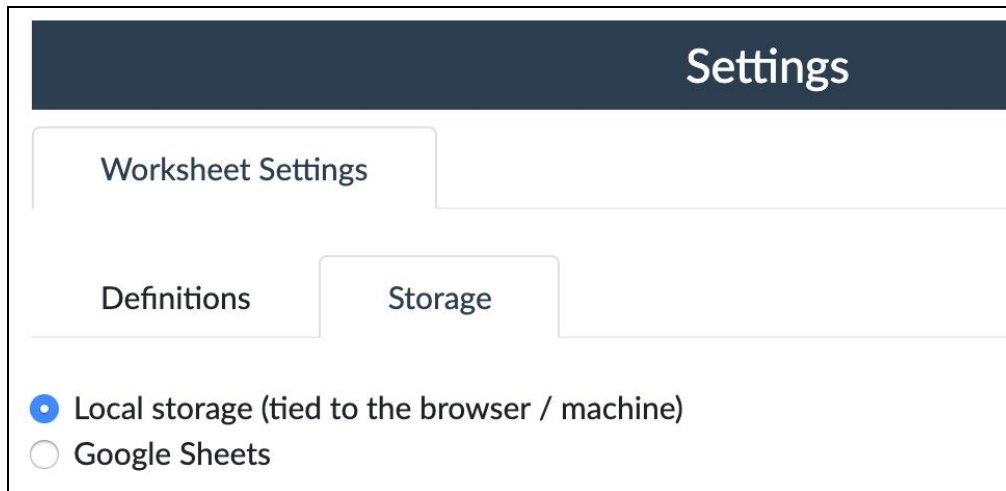 Settings
Worksheet Settings
Definitions Storage
Local storage (tied to the browser / machine)
Google Sheets